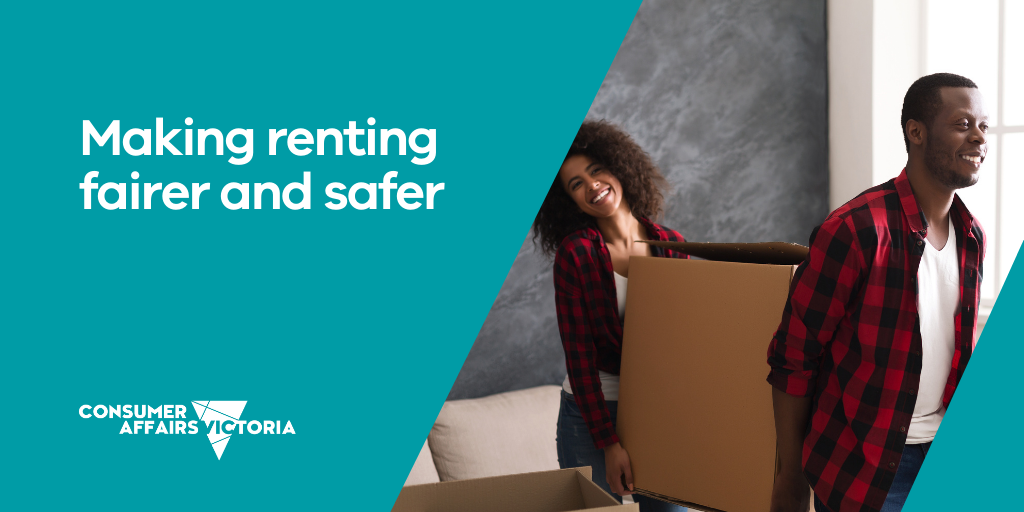 Making renting
fairer and safer
CONSUMER
AFFAIRS VICTORIA